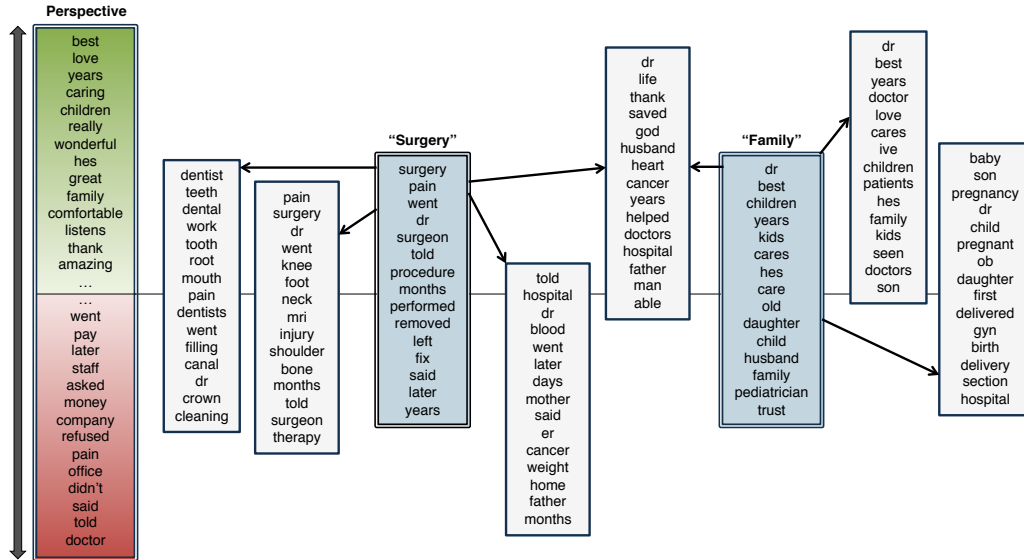 Perspective
best
love
years
caring
children
really
wonderful
hes
great
family
comfortable
listens
thank
amazing
…
…
went
pay
later
staff
asked
money
company
refused
pain
office
didn't
said
told
doctor
dentist
teeth
dental
work
tooth
root
mouth
pain
dentists
went
filling
canal
dr
crown
cleaning
pain
surgery
dr
went
knee
foot
neck
mri
injury
shoulder
bone
months
told
surgeon
therapy
“Surgery”
surgery
pain
went
dr
surgeon
told
procedure
months
performed
removed
left
fix
said
later
years
told
hospital
dr
blood
went
later
days
mother
said
er
cancer
weight
home
father
months
dr
life
thank
saved
god
husband
heart
cancer
years
helped
doctors
hospital
father
man
able
“Family”
dr
best
children
years
kids
cares
hes
care
old
daughter
child
husband
family
pediatrician
trust
dr
best
years
doctor
love
cares
ive
children
patients
hes
family
kids
seen
doctors
son
baby
son
pregnancy
dr
child
pregnant
ob
daughter
first
delivered
gyn
birth
delivery
section
hospital